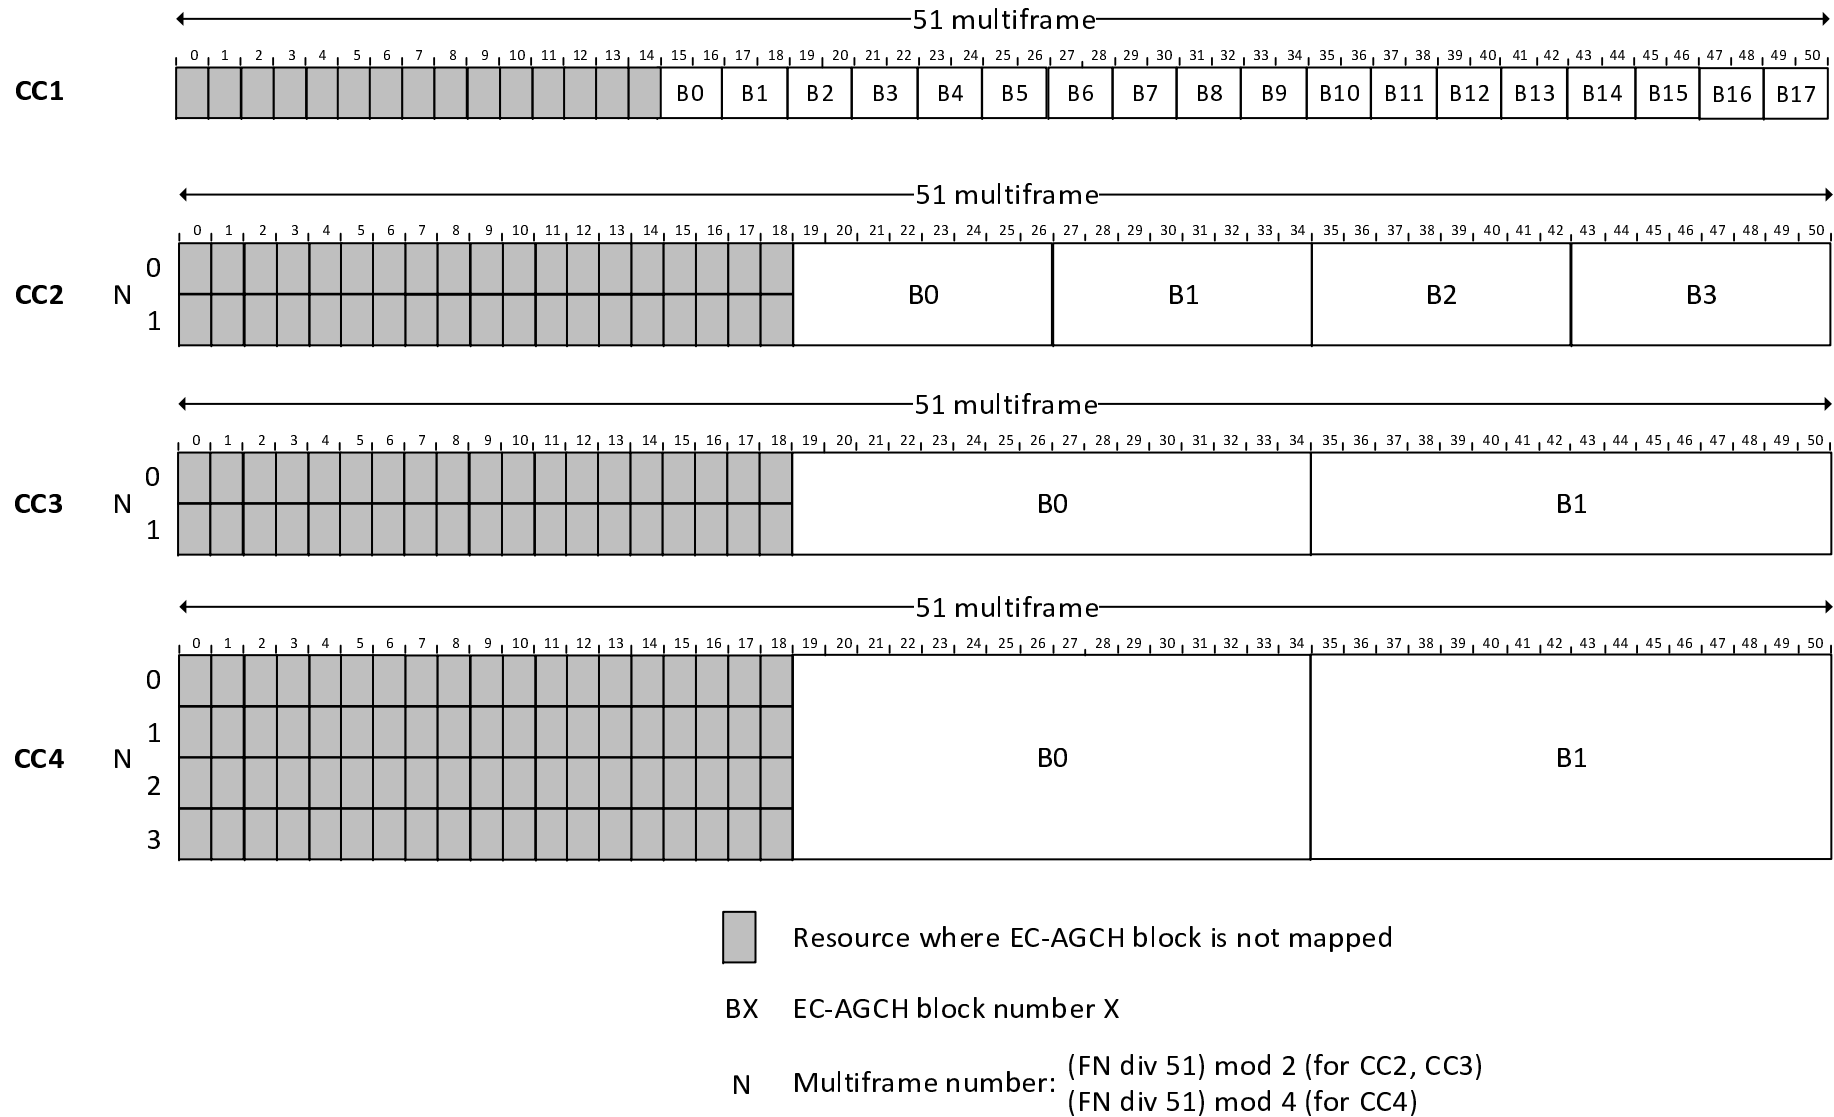 51 multiframe
0 1 2 3 4 5 6 7 8 9 10 11 12 13 14 15 16 17 18 19 20 21 22 23 24 25 26 27 28 29 30 31 32 33 34 35 36 37 38 39 40 41 42 43 44 45 46 47 48 49 50
CC1 B0 B1 B2 B3 B4 B5 B6 B7 B8 B9 B10 B11 B12 B13 B14 B15 B16 B17
51 multiframe
0 1 2 3 4 5 6 7 8 9 10 11 12 13 14 15 16 17 18 19 20 21 22 23 24 25 26 27 28 29 30 31 32 33 34 35 36 37 38 39 40 41 42 43 44 45 46 47 48 49 50
0
CC2 N B0 B1 B2 B3
1
51 multiframe
0 1 2 3 4 5 6 7 8 9 10 11 12 13 14 15 16 17 18 19 20 21 22 23 24 25 26 27 28 29 30 31 32 33 34 35 36 37 38 39 40 41 42 43 44 45 46 47 48 49 50
0
CC3 N B0 B1
1
51 multiframe
0 1 2 3 4 5 6 7 8 9 10 11 12 13 14 15 16 17 18 19 20 21 22 23 24 25 26 27 28 29 30 31 32 33 34 35 36 37 38 39 40 41 42 43 44 45 46 47 48 49 50
0
1
CC4 N B0 B1
2
3
Resource where EC-AGCH block is not mapped
BX EC-AGCH block number X
N Multiframe number: (FN div 51) mod 2 (for CC2, CC3)
(FN div 51) mod 4 (for CC4)